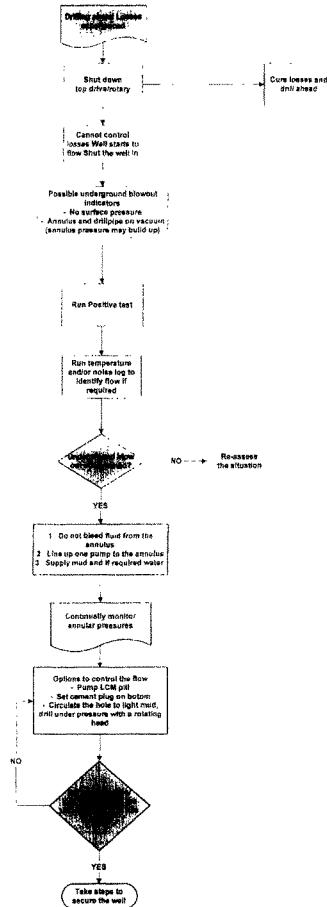 Drilling ahead Losses
experienced
Shut down
top drive/rotary
Cure losses and
drill ahead
Cannot control
losses Well starts to
flow Shut the well in
Possible underground blowout
indicators
- No surface pressure
- Annulus and drillpipe on vacuum
(annulus pressure may build up)
Run Positive test
Run temperature
and/or noise log to
identify flow if
required
Underground blow
NO
Re-assess
the situation
YES
1 Do not bleed fluid from the
annulus
2 Line up one pump to the annulus
3 Supply mud and if required water
Continually monitor
annular pressures
Options to control the flow
- Pump LCM pill
- Set cement plug on botom
- Circulate the hole to light mud,
drill under pressure with a rotating
head
NO
YES
Take steps to
secure the well